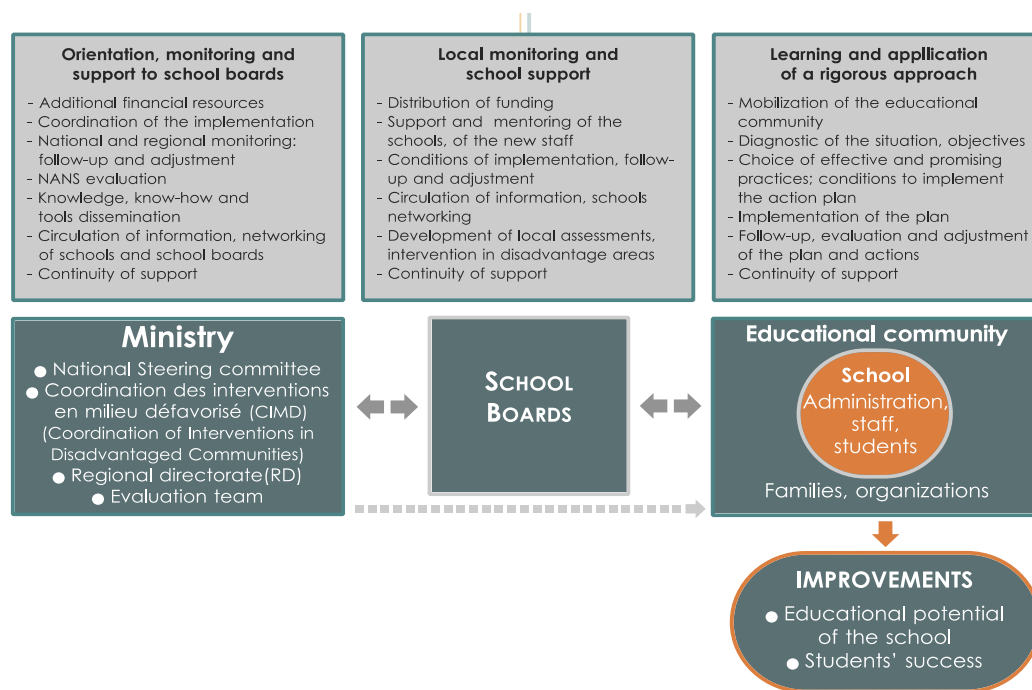 Orientation, monitoring and
support to school boards
- Additional financial resources
- Coordination of the implementation
- National and regional monitoring:
follow-up and adjustment
- NANS evaluation
- Knowledge, know-how and
tools dissemination
- Circulation of information, networking
of schools and school boards
- Continuity of support
Local monitoring and
school support
- Distribution of funding
- Support and mentoring of the
schools, of the new staff
- Conditions of implementation, follow-
up and adjustment
- Circulation of information, schools
networking
- Development of local assessments,
intervention in disadvantage areas
- Continuity of support
Learning and appllication
of a rigorous approach
- Mobilization of the educational
community
- Diagnostic of the situation, objectives
- Choice of effective and promising
practices; conditions to implement
the action plan
- Implementation of the plan
- Follow-up, evaluation and adjustment
of the plan and actions
- Continuity of support
Ministry
● National Steering committee
● Coordination des interventions
en milieu défavorisé (CIMD)
(Coordination of Interventions in
Disadvantaged Communities)
● Regional directorate(RD)
● Evaluation team
SCHOOL
BOARDS
Educational community
School
Administration,
staff,
students
Families, organizations
IMPROVEMENTS
● Educational potential
of the school
● Students' success